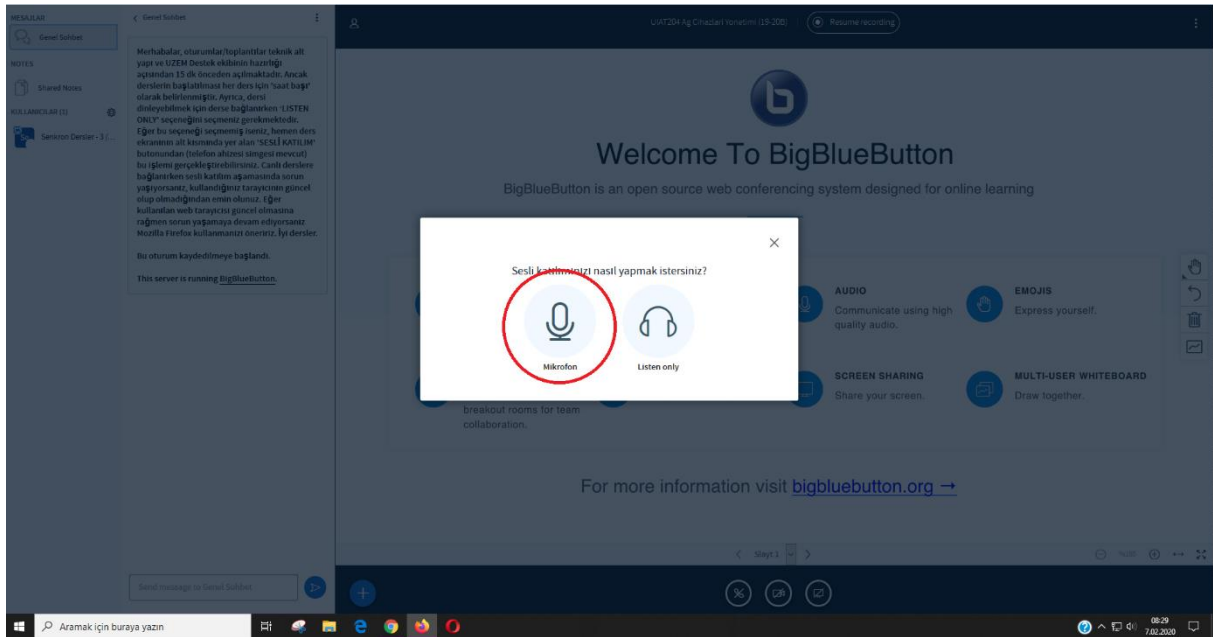 MESAJLAR
Genel Sohbet
NOTES
Shared Notes
KULLANICILAR (1)
Senkron Dersler - 3 (...
Genel Sohbet
Merhabalar, oturumlar/toplantılar teknik alt
yapı ve UZEM Destek ekibinin hazırlığı
açısından 15 dk önceden açılmaktadır. Ancak
derslerin başlatılması her ders için 'saat başı'
olarak belirlenmiştir. Ayrıca, dersi
dinleyebilmek için derse bağlanırken 'LISTEN
ONLY' seçeneğini seçmeniz gerekmektedir.
Eğer bu seçeneği seçmemiş iseniz, hemen ders
ekranının alt kısmında yer alan 'SESLİ KATILIM'
butonundan (telefon ahizesi simgesi mevcut)
bu işlemi gerçekleştirebilirsiniz. Canlı derslere
bağlanırken sesli katılım aşamasında sorun
yaşıyorsanız, kullandığınız tarayıcının güncel
olup olmadığından emin olunuz. Eğer
kullanılan web tarayıcısı güncel olmasına
rağmen sorun yaşamaya devam ediyorsanız
Mozilla Firefox kullanmanızı öneririz. İyi dersler.
Bu oturum kaydedilmeye başlandı.
This server is running BigBlueButton.
Send message to Genel Sohbet
UIAT204 Ag Cihazlari Yonetimi (19-20B)
Resume recording
b
Welcome To BigBlueButton
BigBlueButton is an open source web conferencing system designed for online learning
Sesli katılımınızı nasıl yapmak istersiniz?
Mikrofon
Listen only
AUDIO
Communicate using high
quality audio.
EMOJIS
Express yourself.
SCREEN SHARING
Share your screen.
MULTI-USER WHITEBOARD
Draw together.
breakout rooms for team
collaboration.
For more information visit bigbluebutton.org →
Slayt 1
Aramak için buraya yazın
08:29
7.02.2020